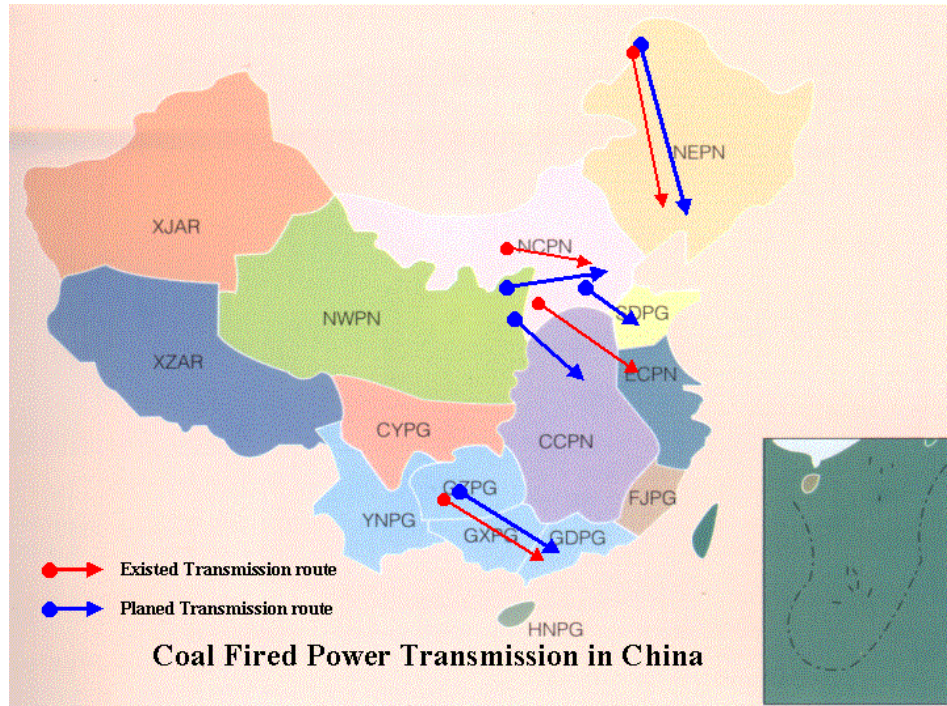 NEPN
XJAR
NCPN
SDPG
NWPN
XZAR
ECPN
CYPG
CCPN
GZPG
FJPG
YNPG
GXPG
GDPG
Existed Transmission route
Planed Transmission route
HNPG
Coal Fired Power Transmission in China